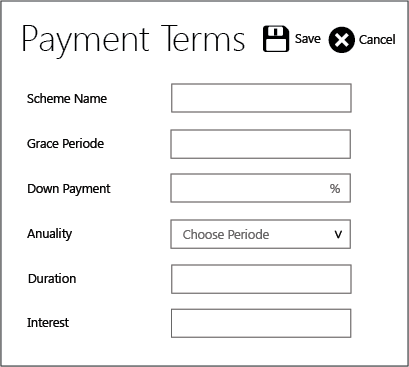 Payment Terms Save Cancel
Scheme Name
Grace Periode
Down Payment %
Anuality Choose Periode v
Duration
Interest